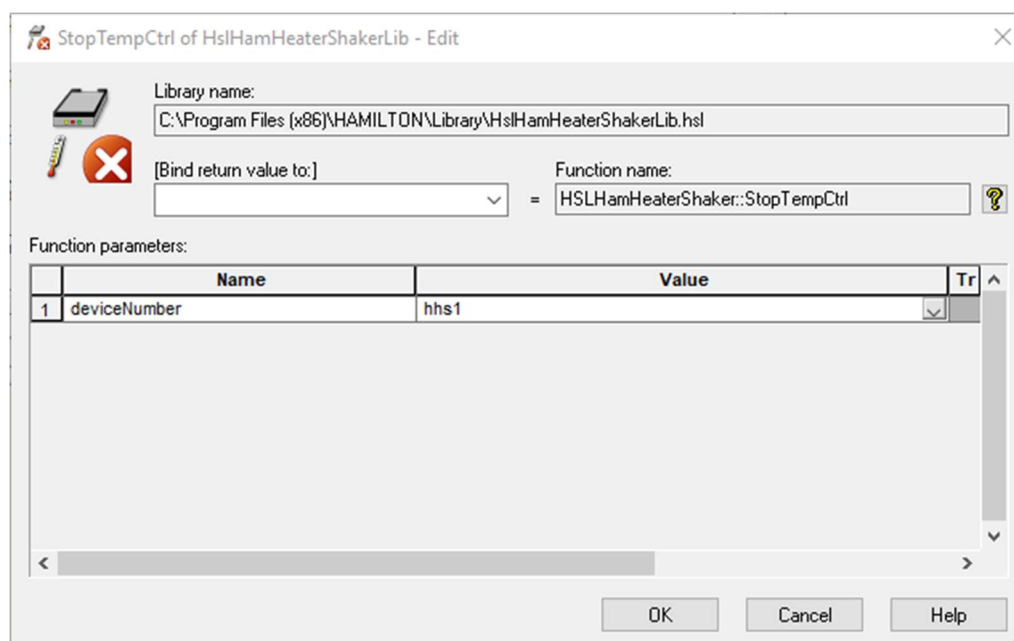 StopTempCtrl of HslHamHeaterShakerLib - Edit
Library name:
C:\Program Files (x86)\HAMILTON\Library\HslHamHeaterShakerLib.hsl
[Bind return value to:]
Function name:
=
HSLHamHeaterShaker::StopTempCtrl
Function parameters:
Name Value Tr
1 deviceNumber hhs1
OK Cancel Help